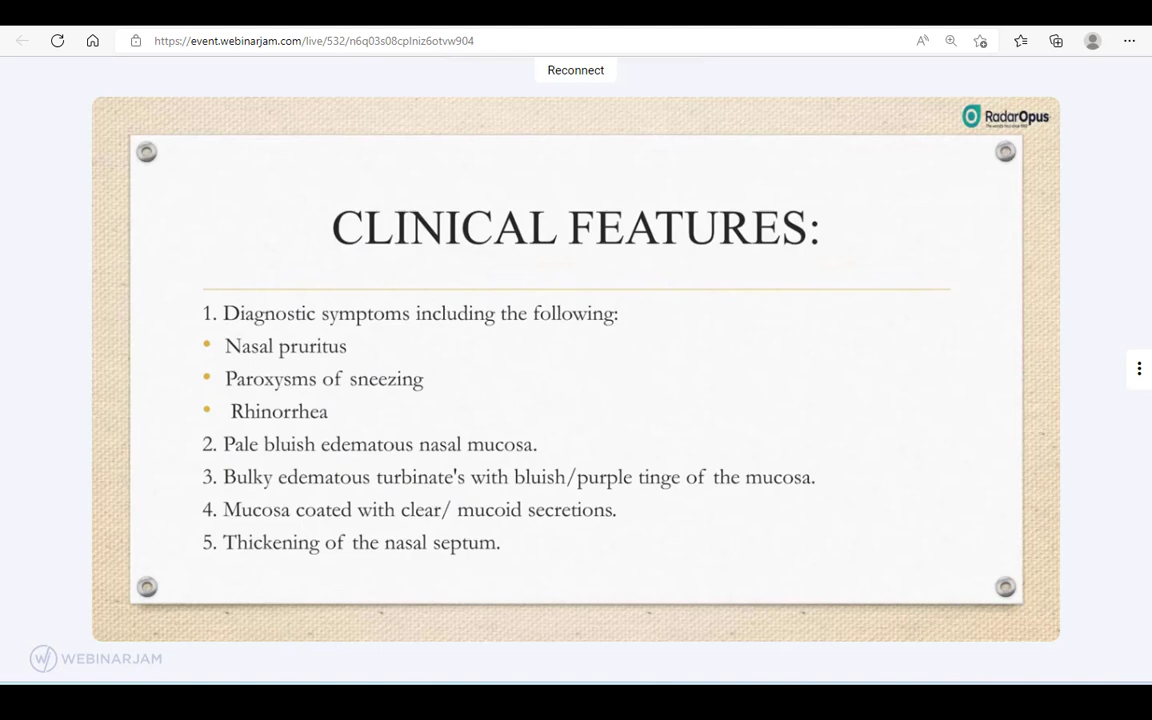 https://event.webinarjam.com/live/532/n6q03s08cplniz6otvw904
Reconnect
RadarOpus
CLINICAL FEATURES:
1. Diagnostic symptoms including the following:
• Nasal pruritus
• Paroxysms of sneezing
• Rhinorrhea
2. Pale bluish edematous nasal mucosa.
3. Bulky edematous turbinate's with bluish/purple tinge of the mucosa.
4. Mucosa coated with clear/ mucoid secretions.
5. Thickening of the nasal septum.
WEBINARJAM